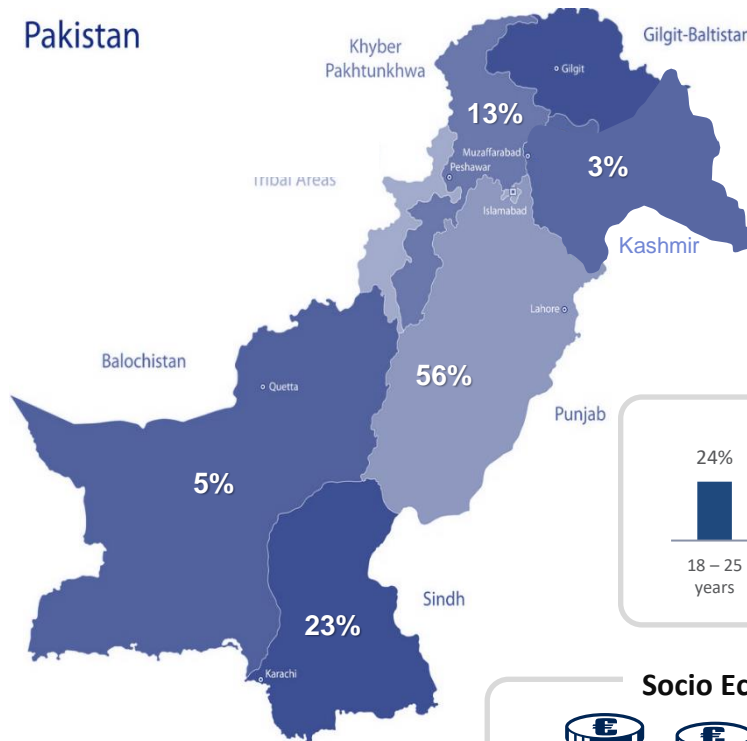 Pakistan
Khyber
Pakhtunkhwa
Gilgit-Baltistan
Gilgit
13%
Muzaffarabad
Peshawar
3%
Tribal Areas
Islamabad
Kashmir
Lahore
Balochistan
Quetta
56%
Punjab
5%
24%
18 – 25
years
Sindh
23%
Karachi
Socio Ec
€
€